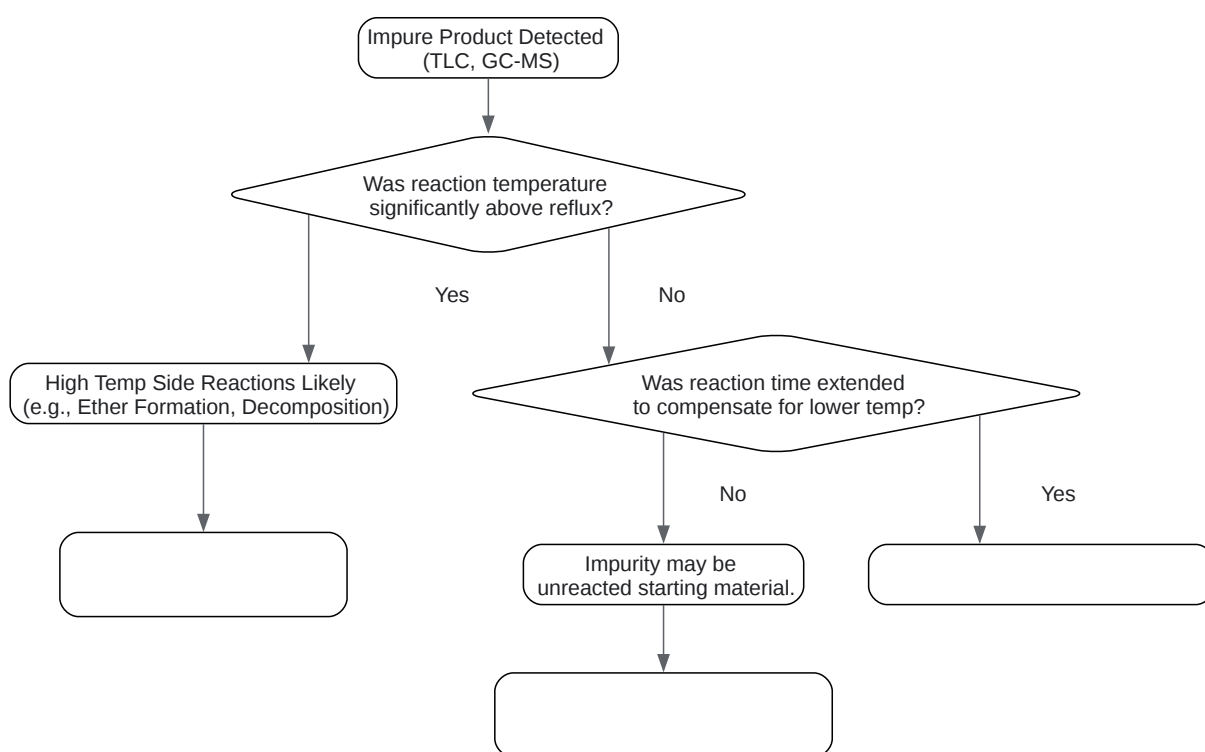 Impure Product Detected
(TLC, GC-MS)
Was reaction temperature
significantly above reflux?
Yes
No
High Temp Side Reactions Likely
(e.g., Ether Formation, Decomposition)
Was reaction time extended
to compensate for lower temp?
No
Yes
Impurity may be
unreacted starting material.